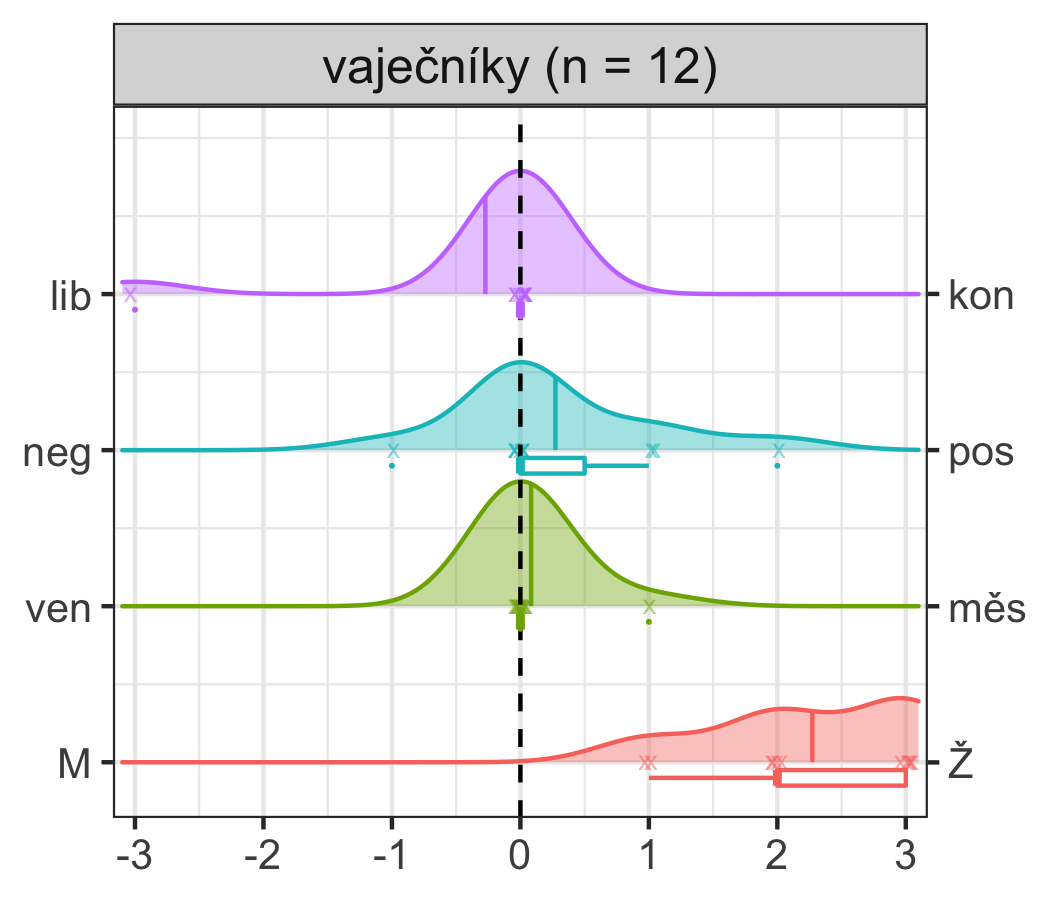 vaječníky (n = 12)
lib kon
neg pos
ven měs
M Ž
-3 -2 -1 0 1 2 3